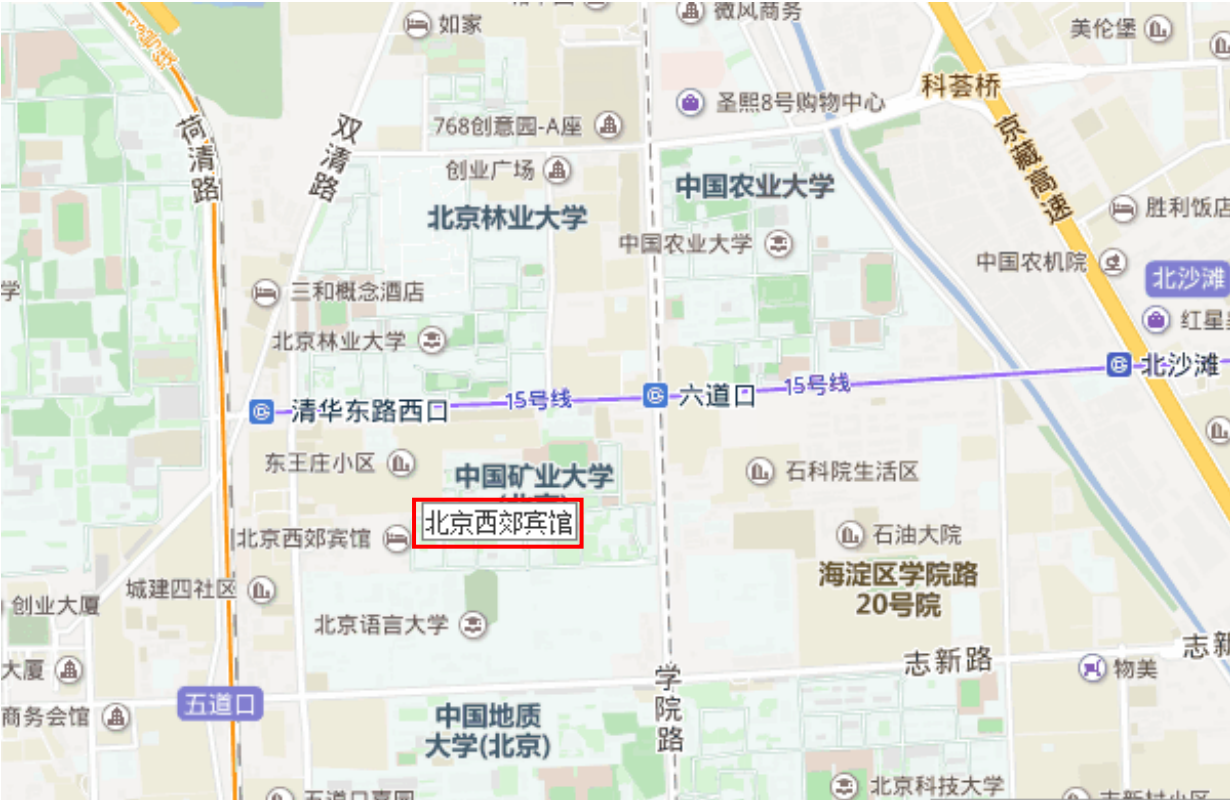 如家
微风商务
美伦堡
科荟桥
圣熙8号购物中心
768创意园-A座
荷清路
双清路
京藏高速
创业广场
中国农业大学
北京林业大学
胜利饭店
中国农业大学
中国农机院
北沙滩
学
三和概念酒店
红星
北京林业大学
北沙滩
15号线
六道口
15号线
清华东路西口
东王庄小区
中国矿业大学
石科院生活区
北京西郊宾馆
北京西郊宾馆
石油大院
海淀区学院路
20号院
城建四社区
创业大厦
北京语言大学
志新路
志新
大厦
物美
学院路
五道口
商务会馆
中国地质
大学(北京)
北京科技大学